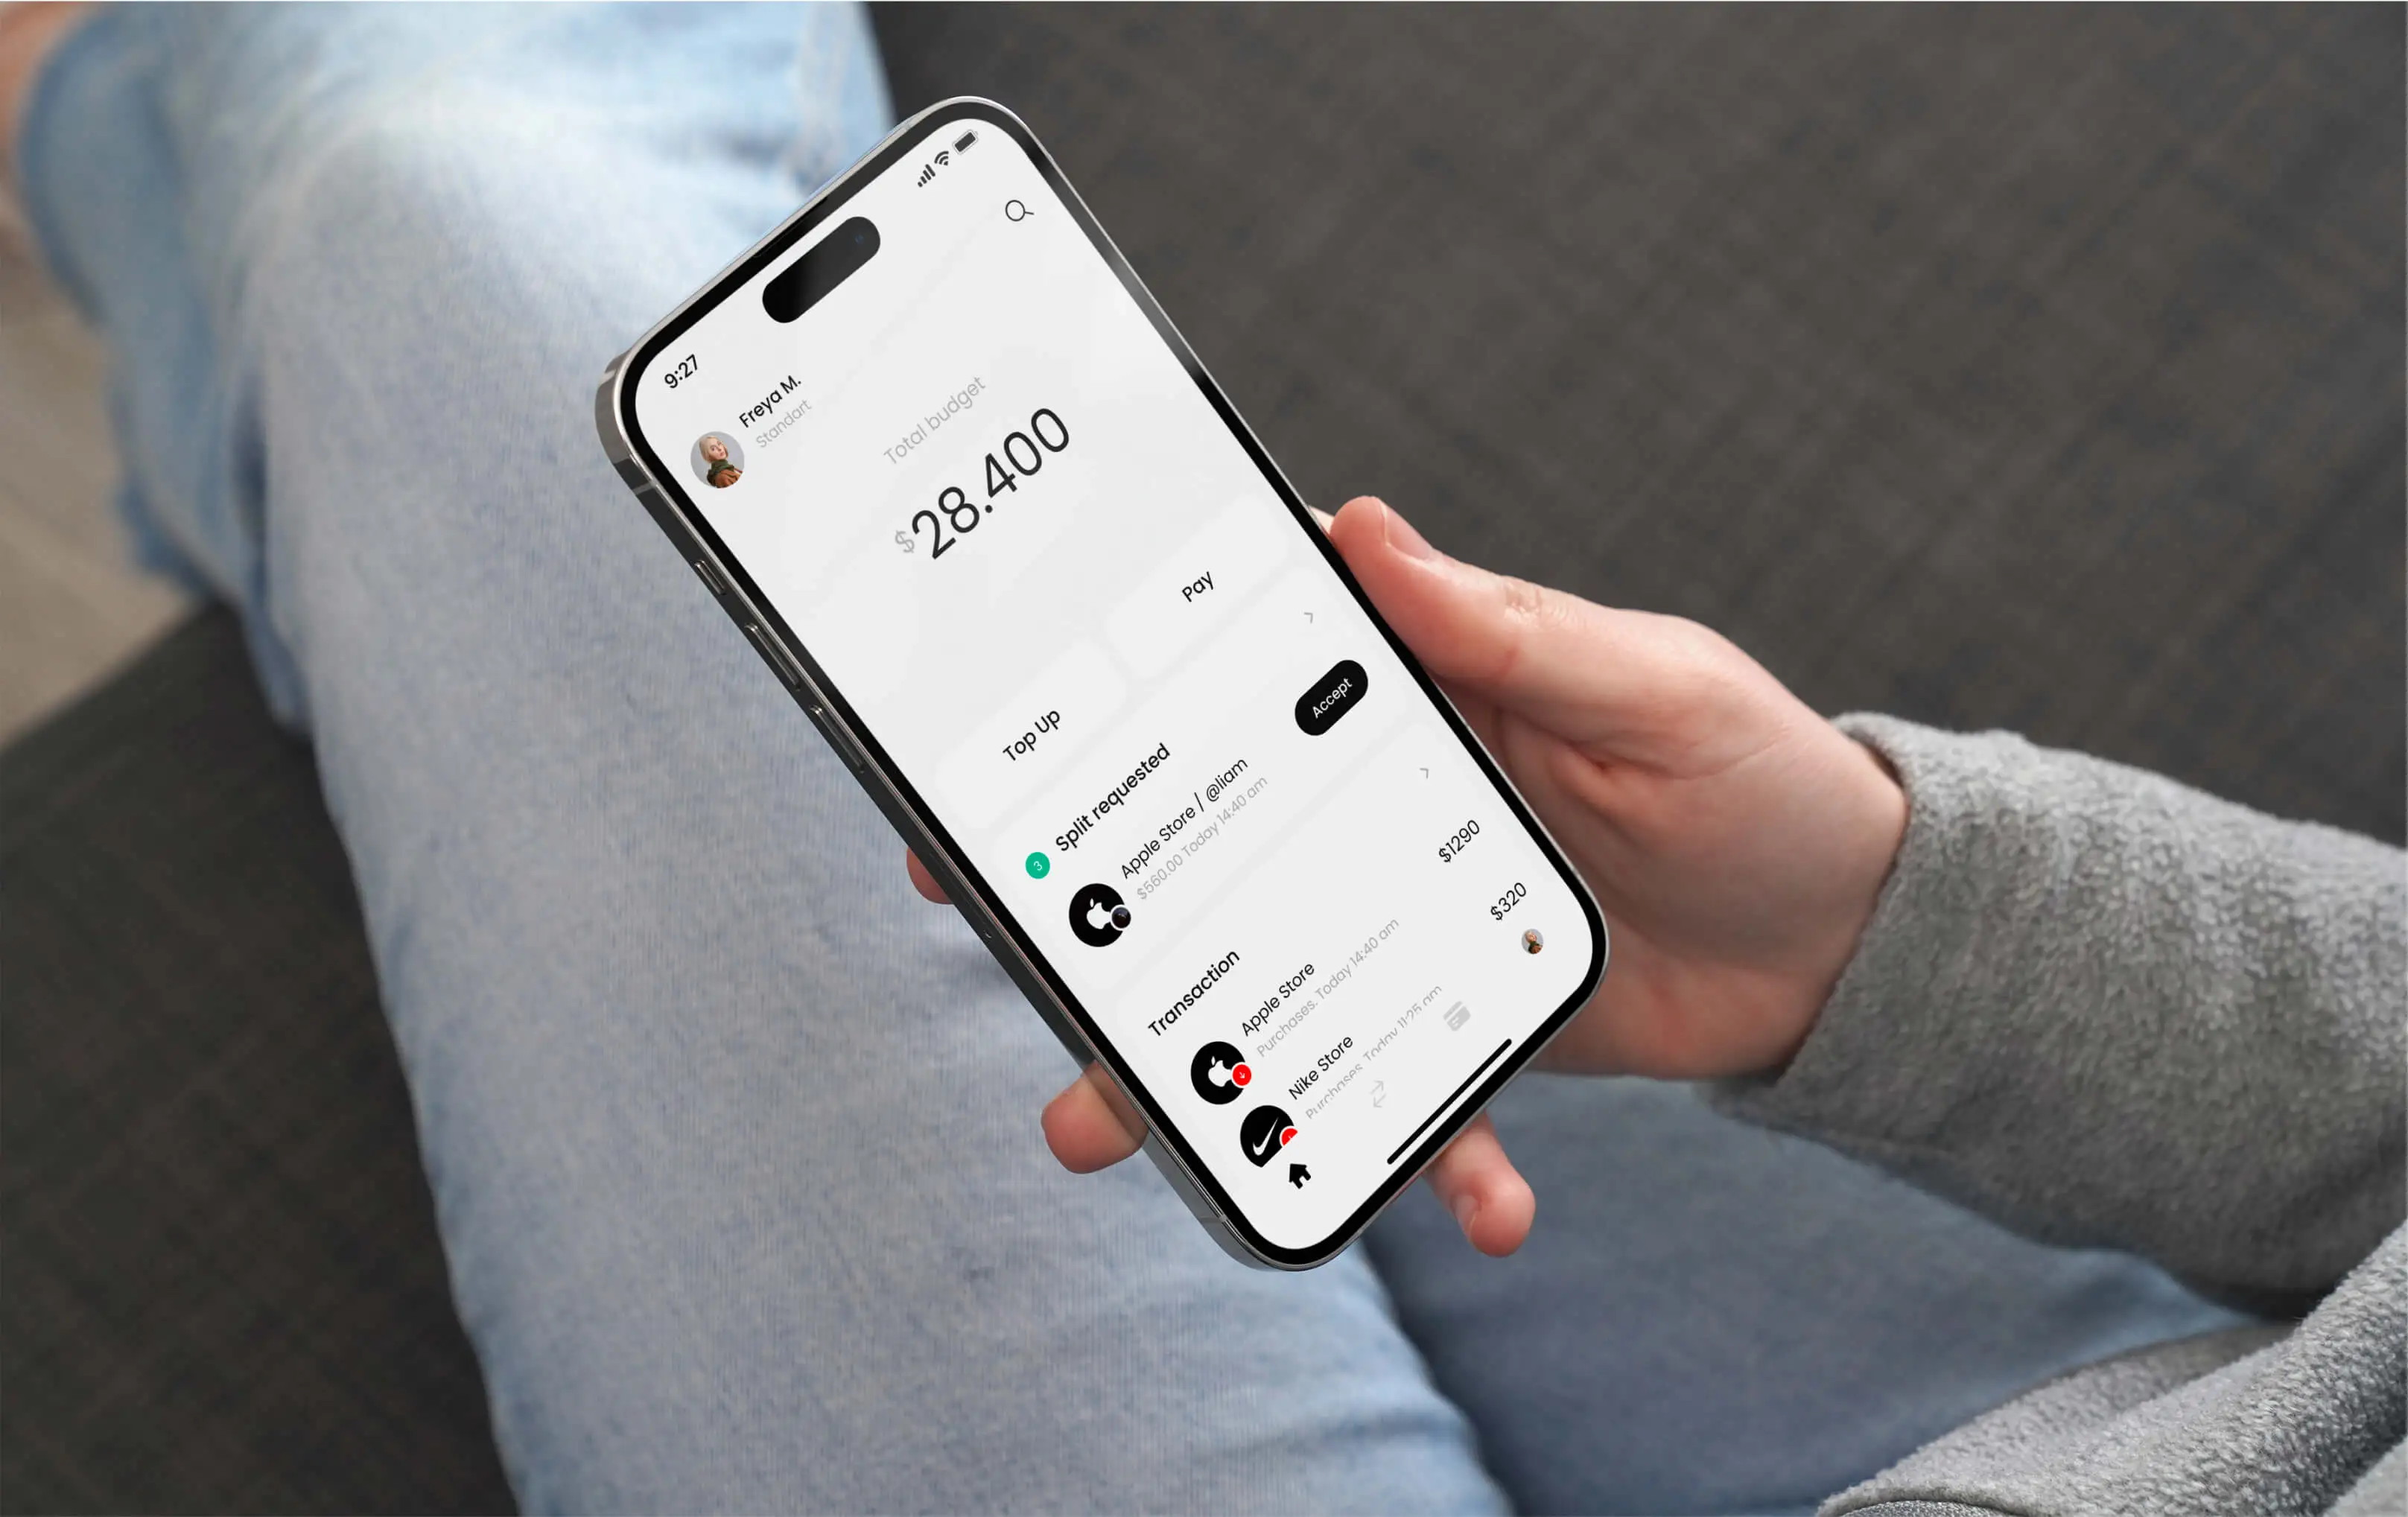 9:27
Freya M.
Standart
Total budget
$28.400
Top Up
Pay
3
Split requested
Apple Store / @liam
$560.00 Today 14:40 am
Accept
Transaction
Apple Store
Purchases. Today 14:40 am
$1290
Nike Store
Purchases. Today 11:25 am
$320